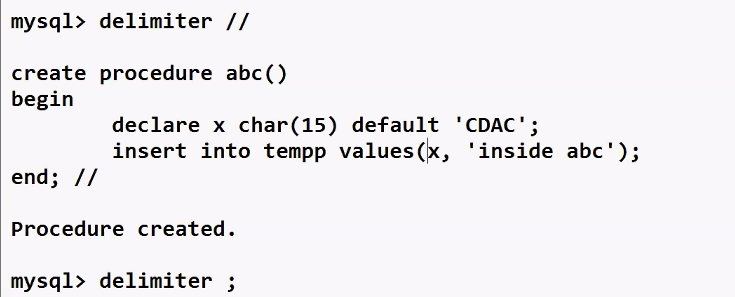 mysql> delimiter //
create procedure abc()
begin
declare x char(15) default 'CDAC';
insert into tempp values(x, 'inside abc');
end; //
Procedure created.
mysql> delimiter ;